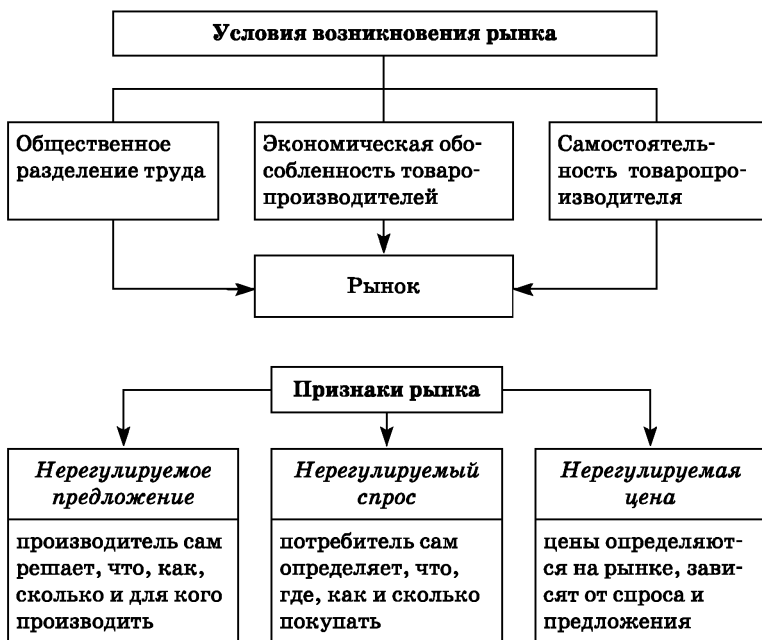 Условия возникновения рынка
Общественное
разделение труда
Экономическая обо-
собленность товаро-
производителей
Самостоятель-
ность товаропро-
изводителя
Рынок
Признаки рынка
Нерегулируемое
предложение
производитель сам
решает, что, как,
сколько и для кого
производить
Нерегулируемый
спрос
потребитель сам
определяет, что,
где, как и сколько
покупать
Нерегулируемая
цена
цены определяют-
ся на рынке, зави-
сят от спроса и
предложения